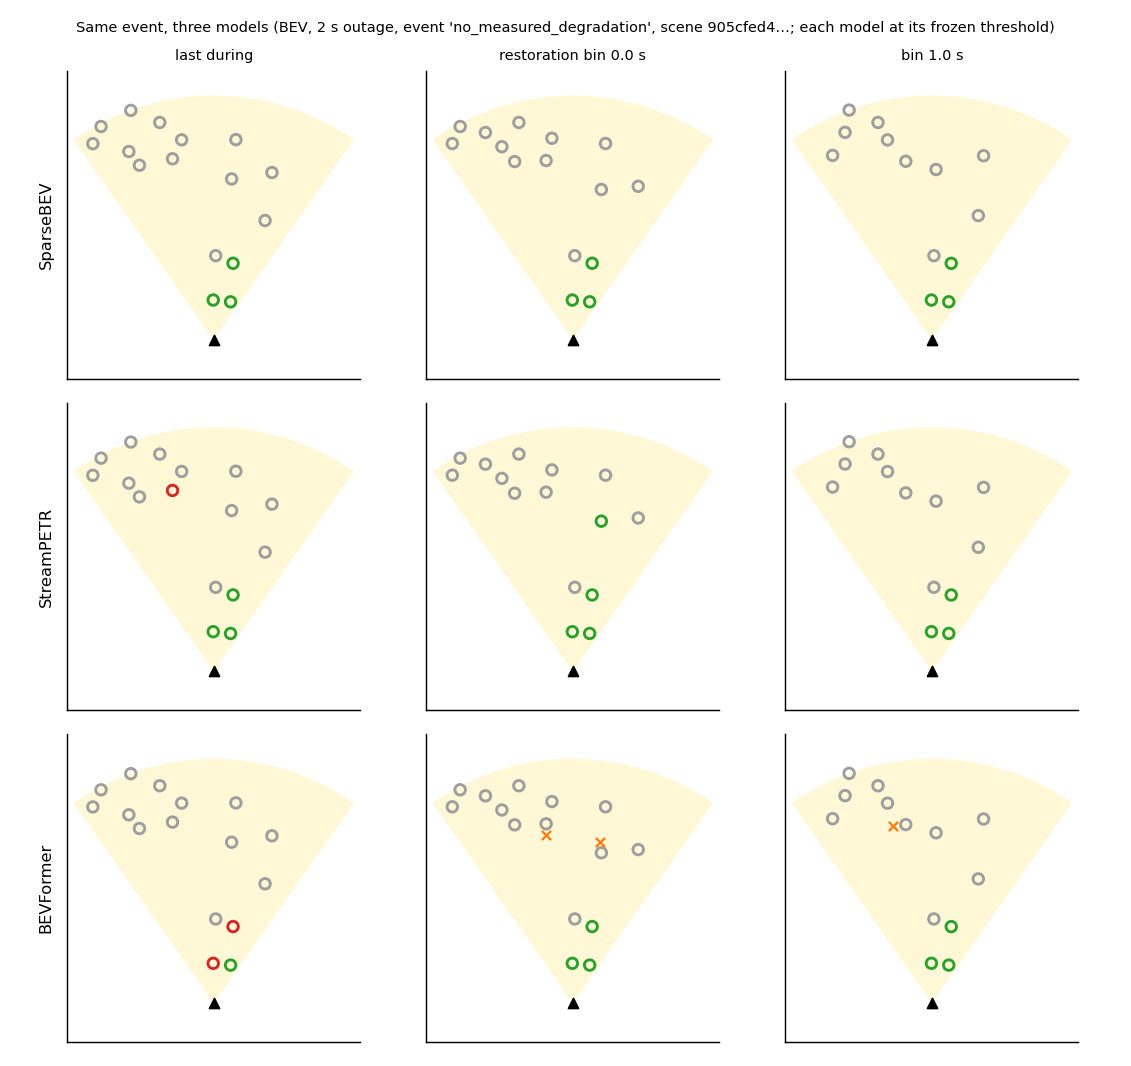 Same event, three models (BEV, 2 s outage, event 'no_measured_degradation', scene 905cfed4...; each model at its frozen threshold)
last during
restoration bin 0.0 s
bin 1.0 s
SparseBEV
StreamPETR
BEVFormer